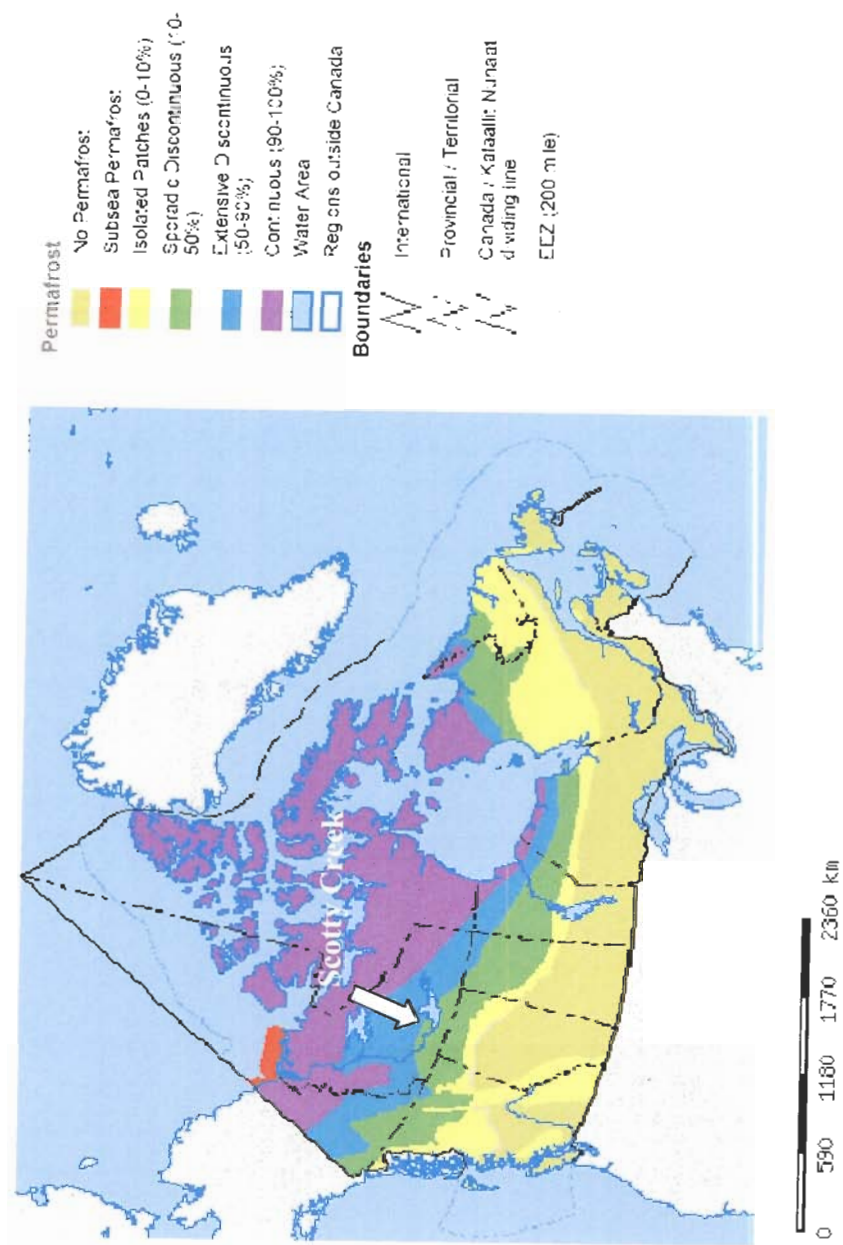 Permafrost
No Permafrost
Subsea Permafrost
Isolated Patches (0-10%)
Sporadic Discontinuous (10-
50%)
Extensive Discontinuous
(50-90%)
Continuous (90-100%)
Water Area
Regions outside Canada
Boundaries
International
Provincial / Territorial
Canada / Kalaallit Nunaat
dividing line
EEZ (200 mile)
Scotty Creek
0 590 1180 1770 2360 km